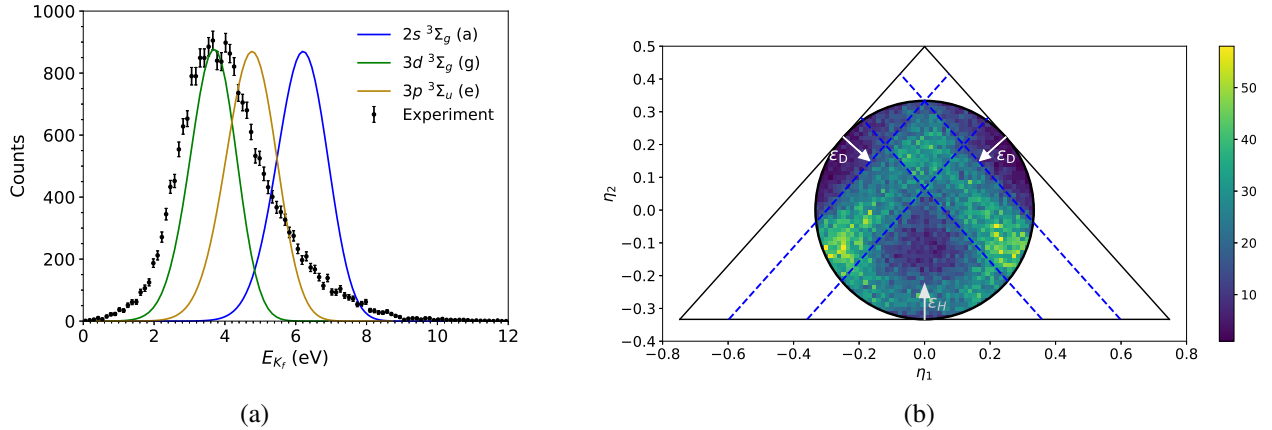 1000
800
600
400
200
0
Counts
0 2 4 6 8 10 12
E_{K_f} (eV)
2s ³Σ_g (a)
3d ³Σ_g (g)
3p ³Σ_u (e)
Experiment
(a)
0.5
0.4
0.3
0.2
0.1
0.0
−0.1
−0.2
−0.3
−0.4
η₂
−0.8 −0.6 −0.4 −0.2 0.0 0.2 0.4 0.6 0.8
η₁
ε_D
ε_D
ε_H
50
40
30
20
10
(b)